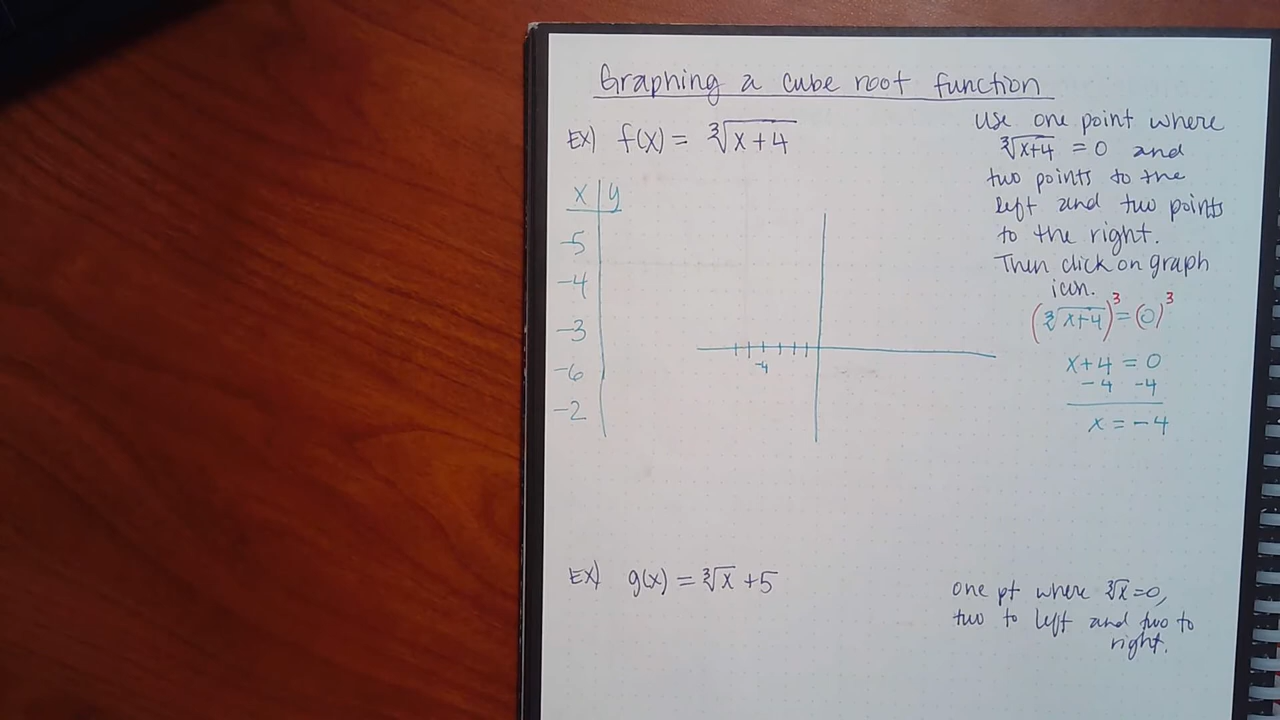 Graphing a cube root function
EX) f(x) = ∛(x+4)
x | y
-5
-4
-3
-6
-2
-4
Use one point where
∛(x+4) = 0 and
two points to the
left and two points
to the right.
Then click on graph
icon.
(∛(x+4))³ = (0)³
x+4 = 0
-4 -4
x = -4
EX) g(x) = ∛x + 5
one pt where ∛x = 0,
two to left and two to
right.